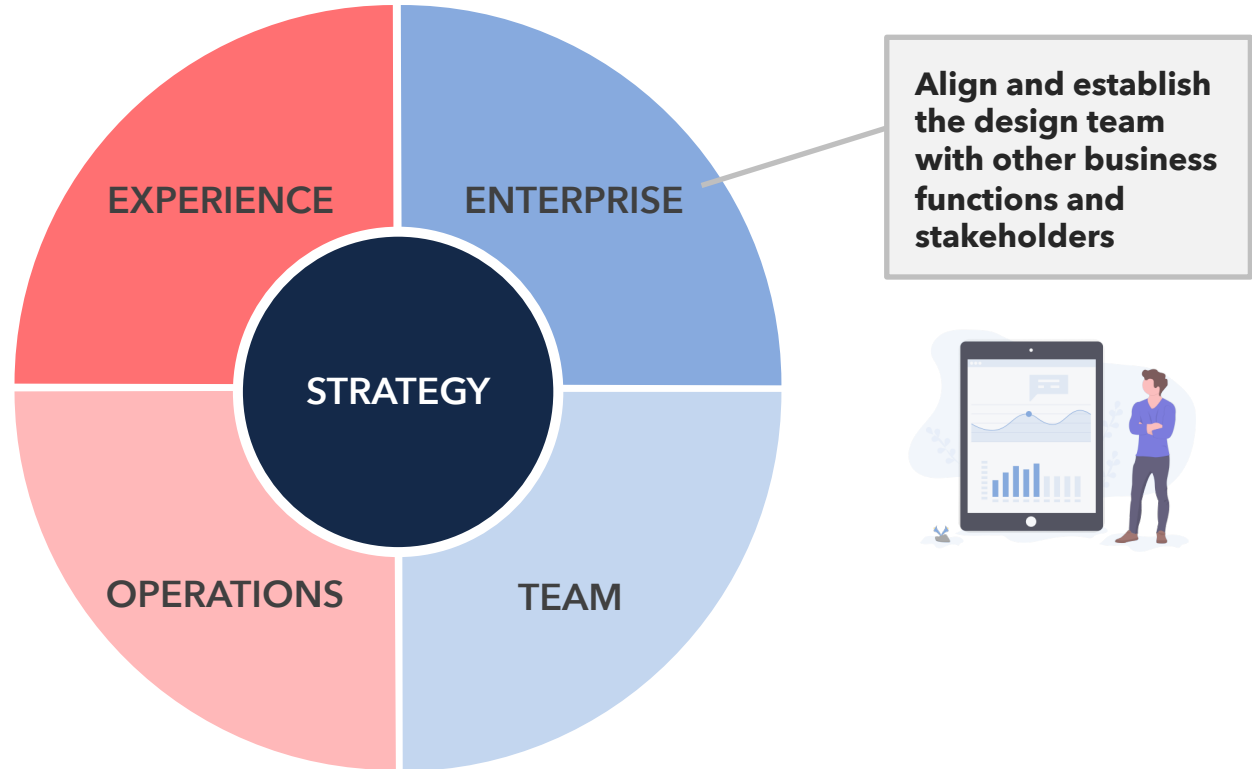 EXPERIENCE
ENTERPRISE
STRATEGY
OPERATIONS
TEAM
Align and establish
the design team
with other business
functions and
stakeholders